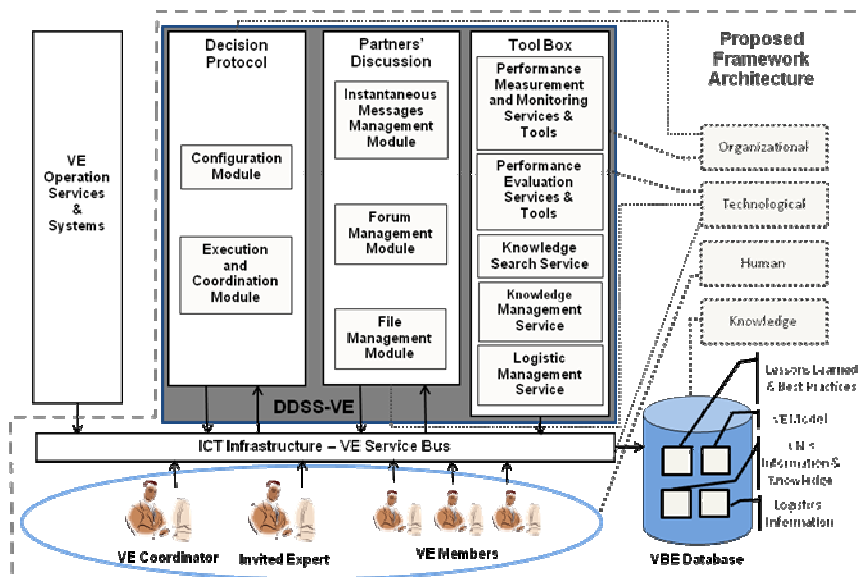 Decision
Protocol
Partners'
Discussion
Tool Box
Proposed
Framework
Architecture
VE
Operation
Services
&
Systems
Configuration
Module
Execution
and
Coordination
Module
Instantaneous
Messages
Management
Module
Forum
Management
Module
File
Management
Module
Performance
Measurement
and Monitoring
Services &
Tools
Performance
Evaluation
Services &
Tools
Knowledge
Search Service
Knowledge
Management
Service
Logistic
Management
Service
Organizational
Technological
Human
Knowledge
DDSS-VE
ICT Infrastructure – VE Service Bus
Lessons Learned
& Best Practices
VE Model
Information &
Knowledge
Logistics
Information
VE Coordinator
Invited Expert
VE Members
VBE Database